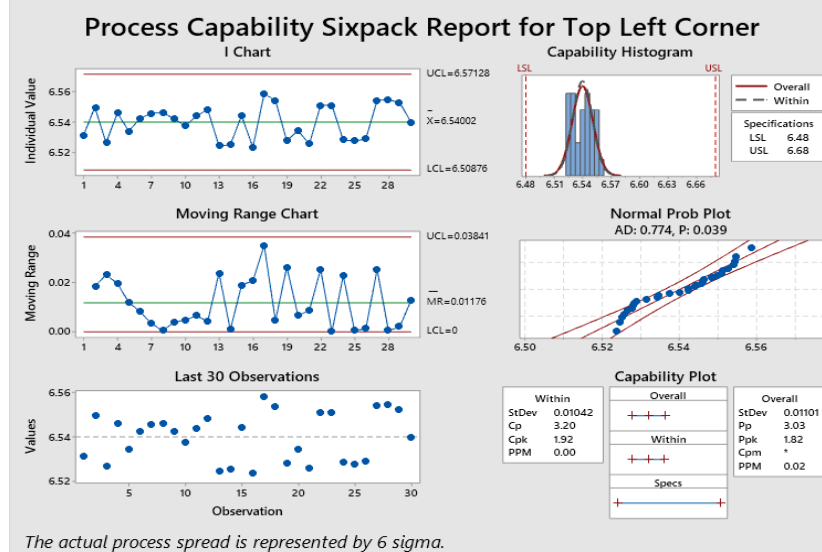 Process Capability Sixpack Report for Top Left Corner
I Chart
Individual Value
6.56
6.54
6.52
1 4 7 10 13 16 19 22 25 28
UCL=6.57128
X=6.54002
LCL=6.50876
Capability Histogram
LSL USL
6.48 6.51 6.54 6.57 6.60 6.63 6.66
Overall
Within
Specifications
LSL 6.48
USL 6.68
Moving Range Chart
Moving Range
0.04
0.02
0.00
1 4 7 10 13 16 19 22 25 28
UCL=0.03841
MR=0.01176
LCL=0
Normal Prob Plot
AD: 0.774, P: 0.039
6.50 6.52 6.54 6.56
Last 30 Observations
Values
6.56
6.54
6.52
5 10 15 20 25 30
Observation
Capability Plot
Within
StDev 0.01042
Cp 3.20
Cpk 1.92
PPM 0.00
Overall
Within
Specs
Overall
StDev 0.01101
Pp 3.03
Ppk 1.82
Cpm *
PPM 0.02
The actual process spread is represented by 6 sigma.